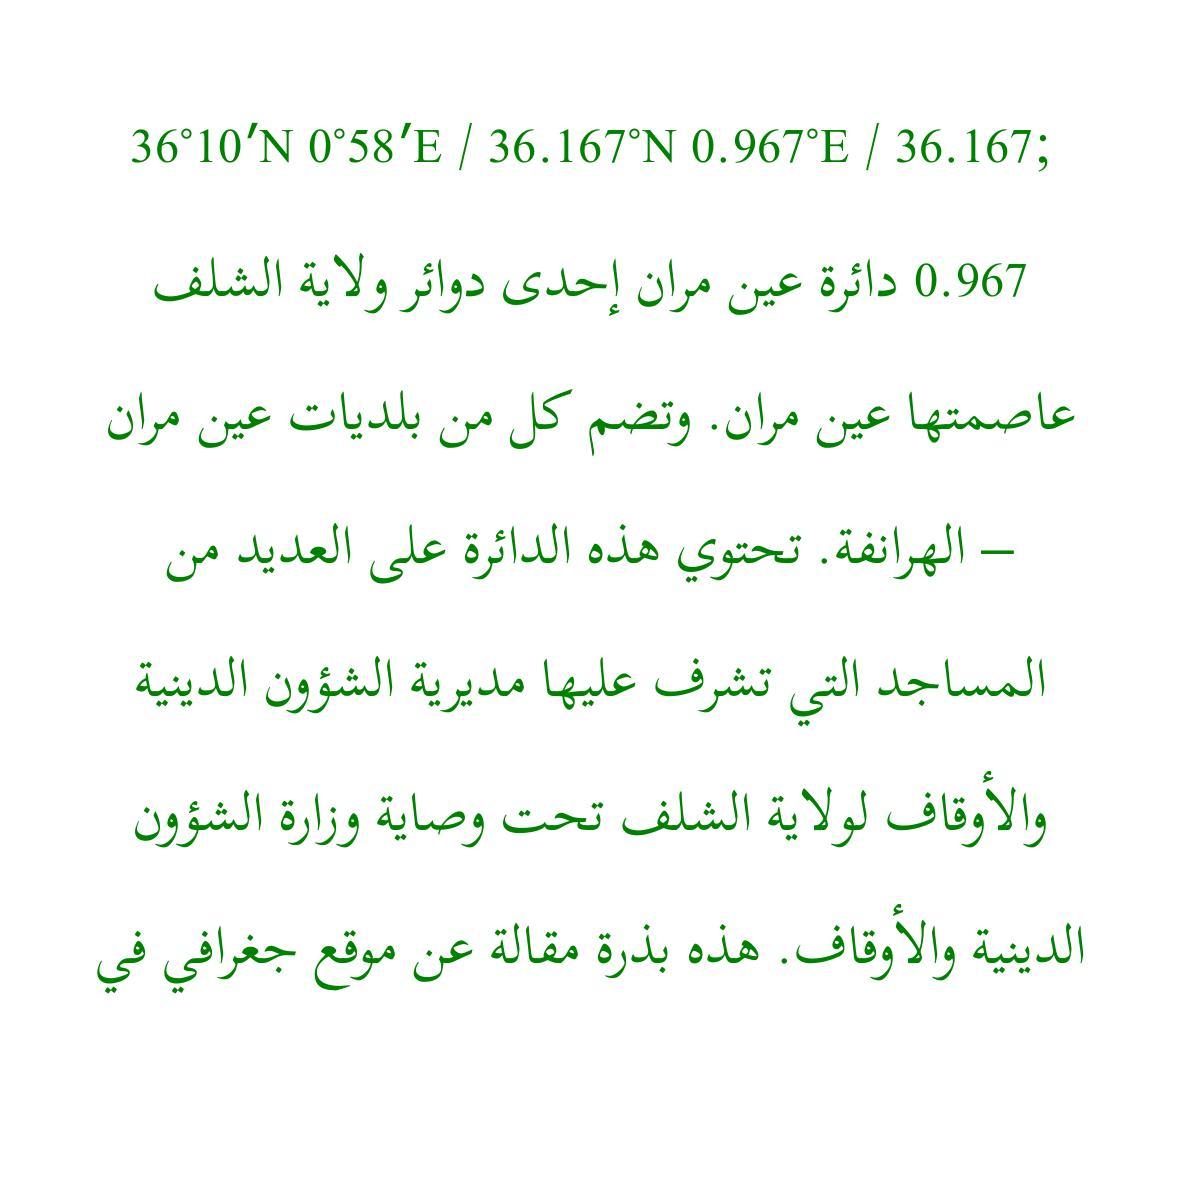 36°10′N 0°58′E / 36.167°N 0.967°E / 36.167;
0.967 دائرة عين مران إحدى دوائر ولاية الشلف
عاصمتها عين مران. وتضم كل من بلديات عين مران
– الهرانفة. تحتوي هذه الدائرة على العديد من
المساجد التي تشرف عليها مديرية الشؤون الدينية
والأوقاف لولاية الشلف تحت وصاية وزارة الشؤون
الدينية والأوقاف. هذه بذرة مقالة عن موقع جغرافي في